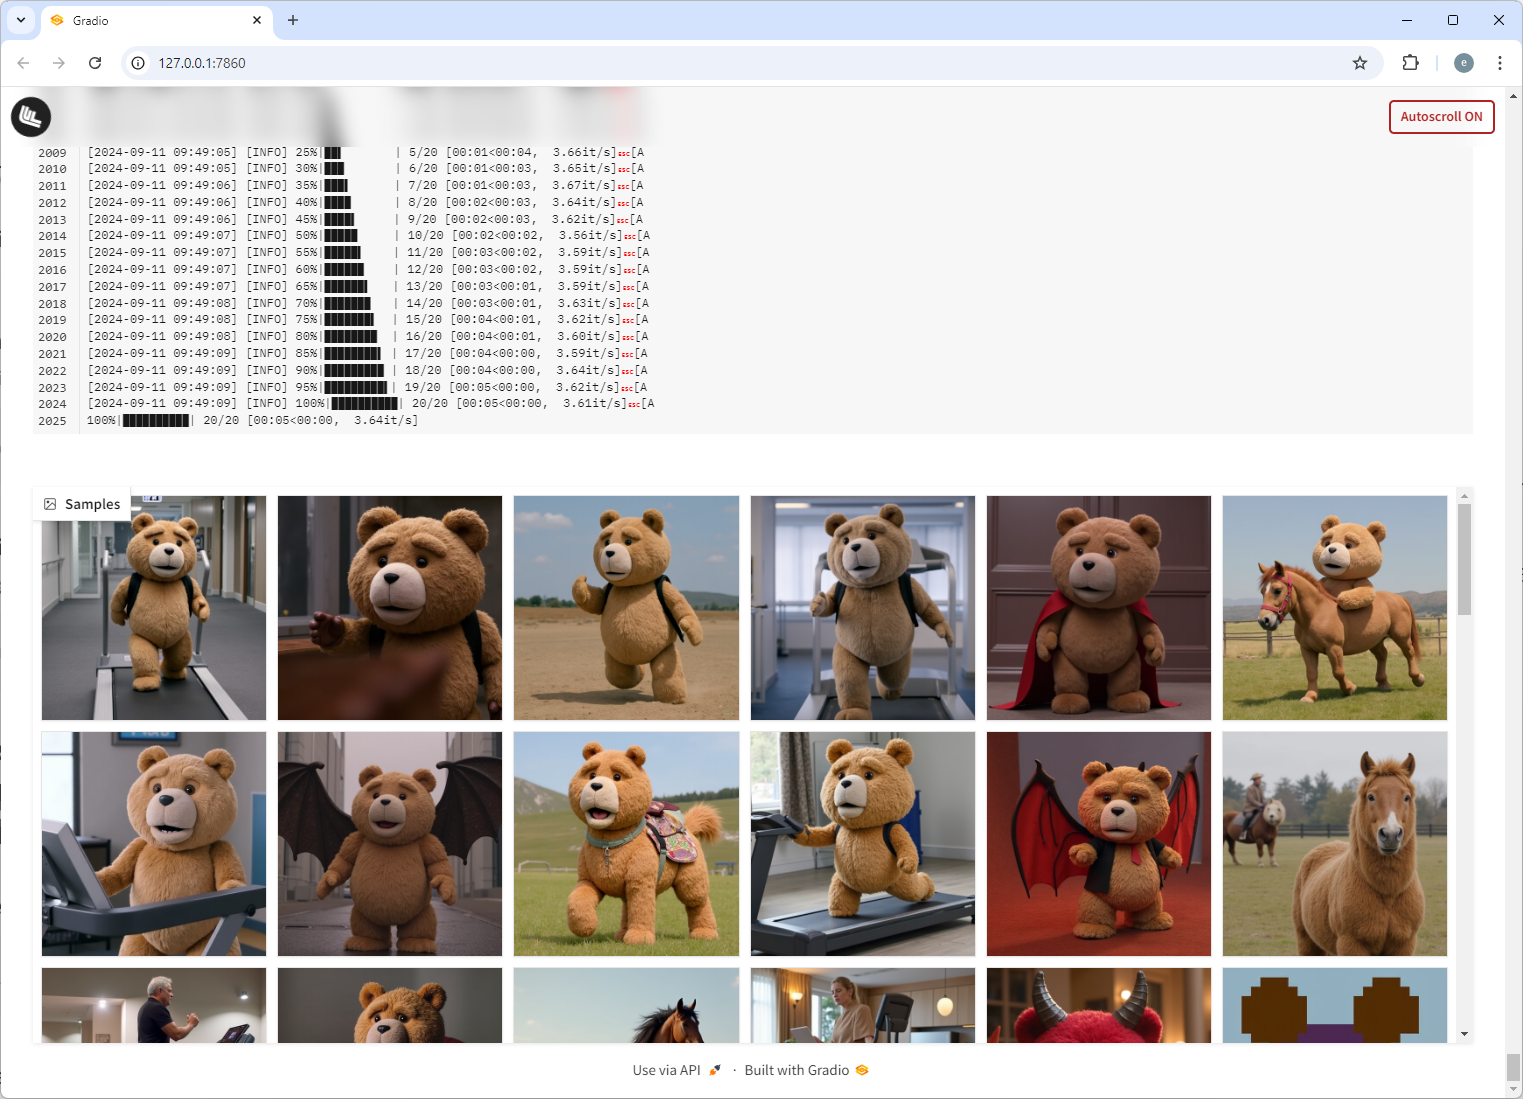 Gradio
127.0.0.1:7860
Autoscroll ON
2009 [2024-09-11 09:49:05] [INFO] 25%|██▌ | 5/20 [00:01<00:04, 3.66it/s]ESC[A
2010 [2024-09-11 09:49:05] [INFO] 30%|███ | 6/20 [00:01<00:03, 3.65it/s]ESC[A
2011 [2024-09-11 09:49:06] [INFO] 35%|███▌ | 7/20 [00:01<00:03, 3.67it/s]ESC[A
2012 [2024-09-11 09:49:06] [INFO] 40%|████ | 8/20 [00:02<00:03, 3.64it/s]ESC[A
2013 [2024-09-11 09:49:06] [INFO] 45%|████▌ | 9/20 [00:02<00:03, 3.62it/s]ESC[A
2014 [2024-09-11 09:49:07] [INFO] 50%|█████ | 10/20 [00:02<00:02, 3.56it/s]ESC[A
2015 [2024-09-11 09:49:07] [INFO] 55%|█████▌ | 11/20 [00:03<00:02, 3.59it/s]ESC[A
2016 [2024-09-11 09:49:07] [INFO] 60%|██████ | 12/20 [00:03<00:02, 3.59it/s]ESC[A
2017 [2024-09-11 09:49:07] [INFO] 65%|██████▌ | 13/20 [00:03<00:01, 3.59it/s]ESC[A
2018 [2024-09-11 09:49:08] [INFO] 70%|███████ | 14/20 [00:03<00:01, 3.63it/s]ESC[A
2019 [2024-09-11 09:49:08] [INFO] 75%|███████▌ | 15/20 [00:04<00:01, 3.62it/s]ESC[A
2020 [2024-09-11 09:49:08] [INFO] 80%|████████ | 16/20 [00:04<00:01, 3.60it/s]ESC[A
2021 [2024-09-11 09:49:09] [INFO] 85%|████████▌ | 17/20 [00:04<00:00, 3.59it/s]ESC[A
2022 [2024-09-11 09:49:09] [INFO] 90%|█████████ | 18/20 [00:04<00:00, 3.64it/s]ESC[A
2023 [2024-09-11 09:49:09] [INFO] 95%|█████████▌| 19/20 [00:05<00:00, 3.62it/s]ESC[A
2024 [2024-09-11 09:49:09] [INFO] 100%|██████████| 20/20 [00:05<00:00, 3.61it/s]ESC[A
2025 100%|██████████| 20/20 [00:05<00:00, 3.64it/s]
Samples
Use via API · Built with Gradio